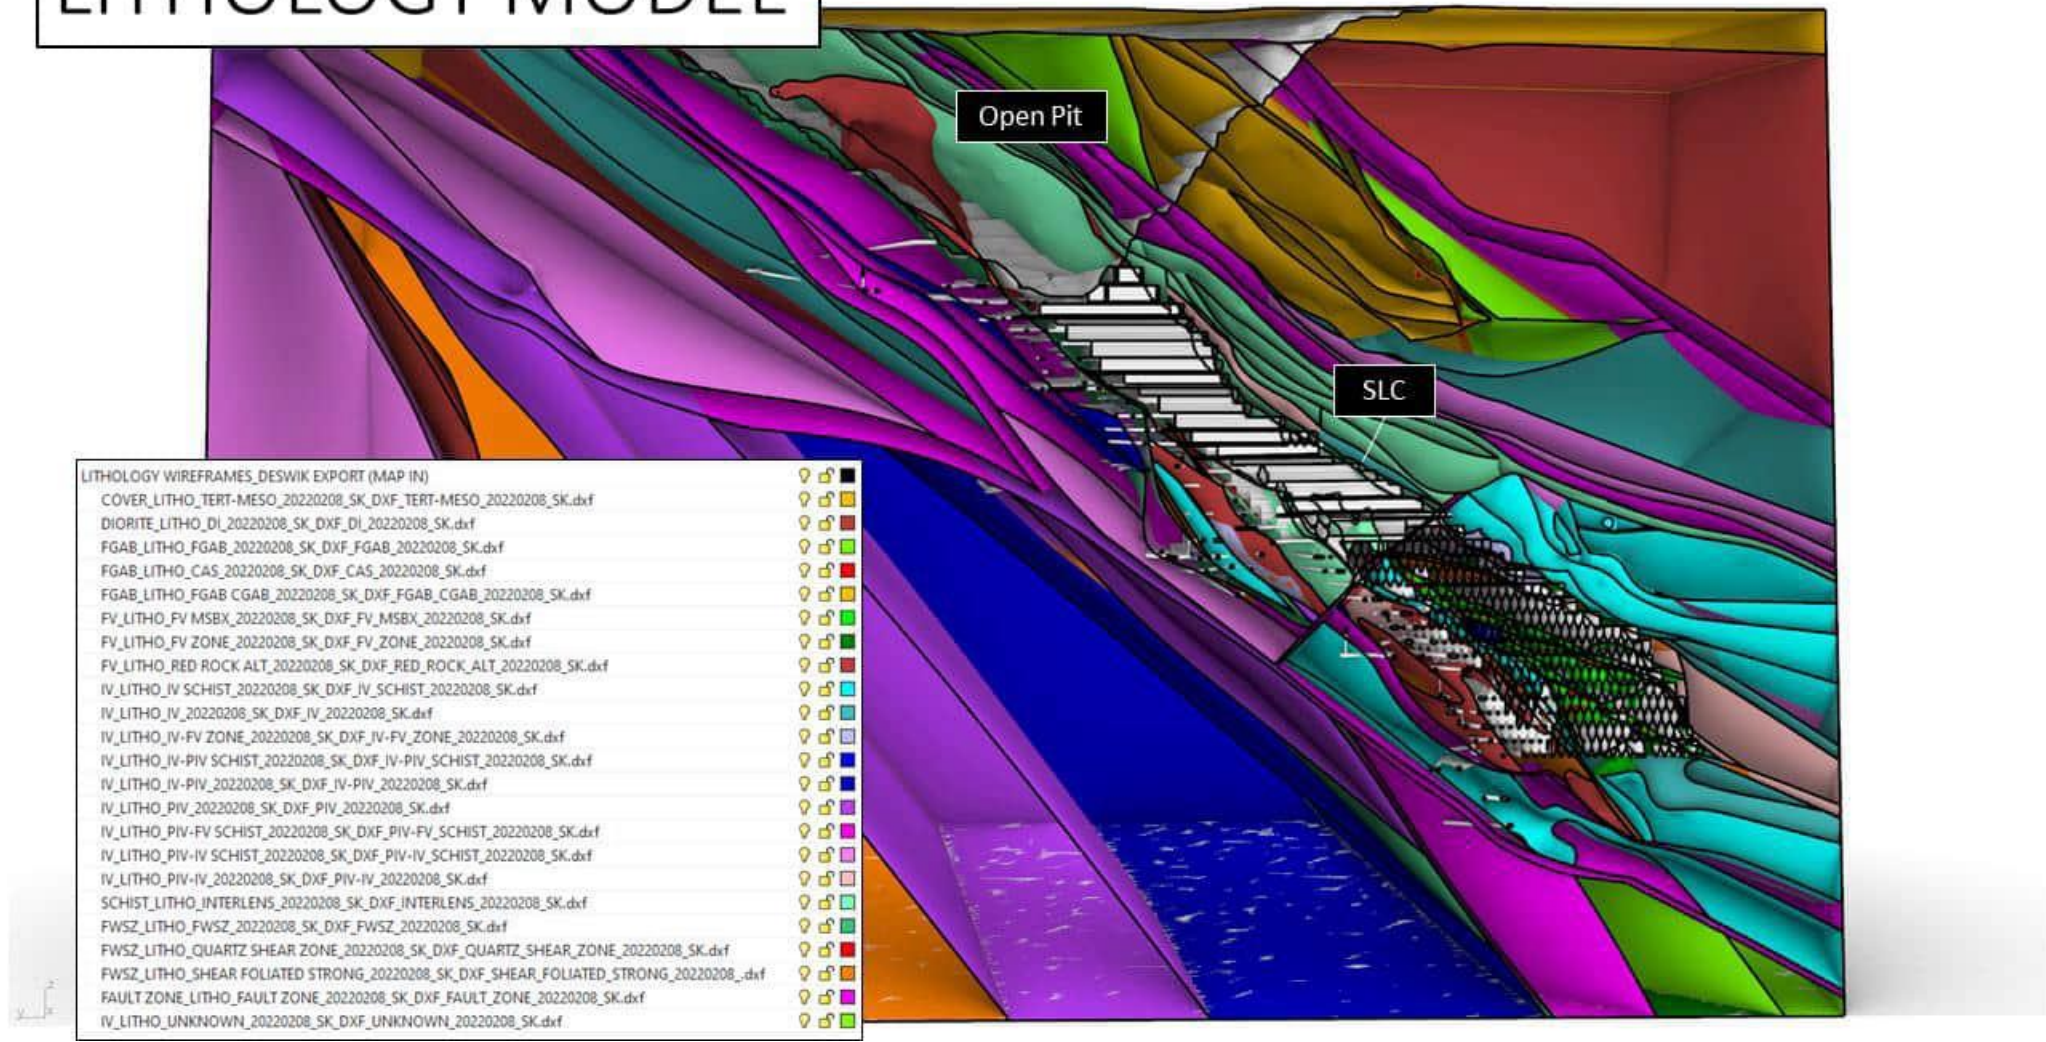 LITHOLOGY MODEL
Open Pit
SLC
LITHOLOGY WIREFRAMES_DESWIK EXPORT (MAP IN)
COVER_LITHO_TERT-MESO_20220208_SK_DXF_TERT-MESO_20220208_SK.dxf
DIORITE_LITHO_DI_20220208_SK_DXF_DI_20220208_SK.dxf
FGAB_LITHO_FGAB_20220208_SK_DXF_FGAB_20220208_SK.dxf
FGAB_LITHO_CAS_20220208_SK_DXF_CAS_20220208_SK.dxf
FGAB_LITHO_FGAB CGAB_20220208_SK_DXF_FGAB_CGAB_20220208_SK.dxf
FV_LITHO_FV MSBX_20220208_SK_DXF_FV_MSBX_20220208_SK.dxf
FV_LITHO_FV ZONE_20220208_SK_DXF_FV_ZONE_20220208_SK.dxf
FV_LITHO_RED ROCK ALT_20220208_SK_DXF_RED_ROCK_ALT_20220208_SK.dxf
IV_LITHO_IV SCHIST_20220208_SK_DXF_IV_SCHIST_20220208_SK.dxf
IV_LITHO_IV_20220208_SK_DXF_IV_20220208_SK.dxf
IV_LITHO_IV-FV ZONE_20220208_SK_DXF_IV-FV_ZONE_20220208_SK.dxf
IV_LITHO_IV-PIV SCHIST_20220208_SK_DXF_IV-PIV_SCHIST_20220208_SK.dxf
IV_LITHO_IV-PIV_20220208_SK_DXF_IV-PIV_20220208_SK.dxf
IV_LITHO_PIV_20220208_SK_DXF_PIV_20220208_SK.dxf
IV_LITHO_PIV-FV SCHIST_20220208_SK_DXF_PIV-FV_SCHIST_20220208_SK.dxf
IV_LITHO_PIV-IV SCHIST_20220208_SK_DXF_PIV-IV_SCHIST_20220208_SK.dxf
IV_LITHO_PIV-IV_20220208_SK_DXF_PIV-IV_20220208_SK.dxf
SCHIST_LITHO_INTERLENS_20220208_SK_DXF_INTERLENS_20220208_SK.dxf
FWSZ_LITHO_FWSZ_20220208_SK_DXF_FWSZ_20220208_SK.dxf
FWSZ_LITHO_QUARTZ SHEAR ZONE_20220208_SK_DXF_QUARTZ_SHEAR_ZONE_20220208_SK.dxf
FWSZ_LITHO_SHEAR FOLIATED STRONG_20220208_SK_DXF_SHEAR_FOLIATED_STRONG_20220208_.dxf
FAULT ZONE_LITHO_FAULT ZONE_20220208_SK_DXF_FAULT_ZONE_20220208_SK.dxf
IV_LITHO_UNKNOWN_20220208_SK_DXF_UNKNOWN_20220208_SK.dxf